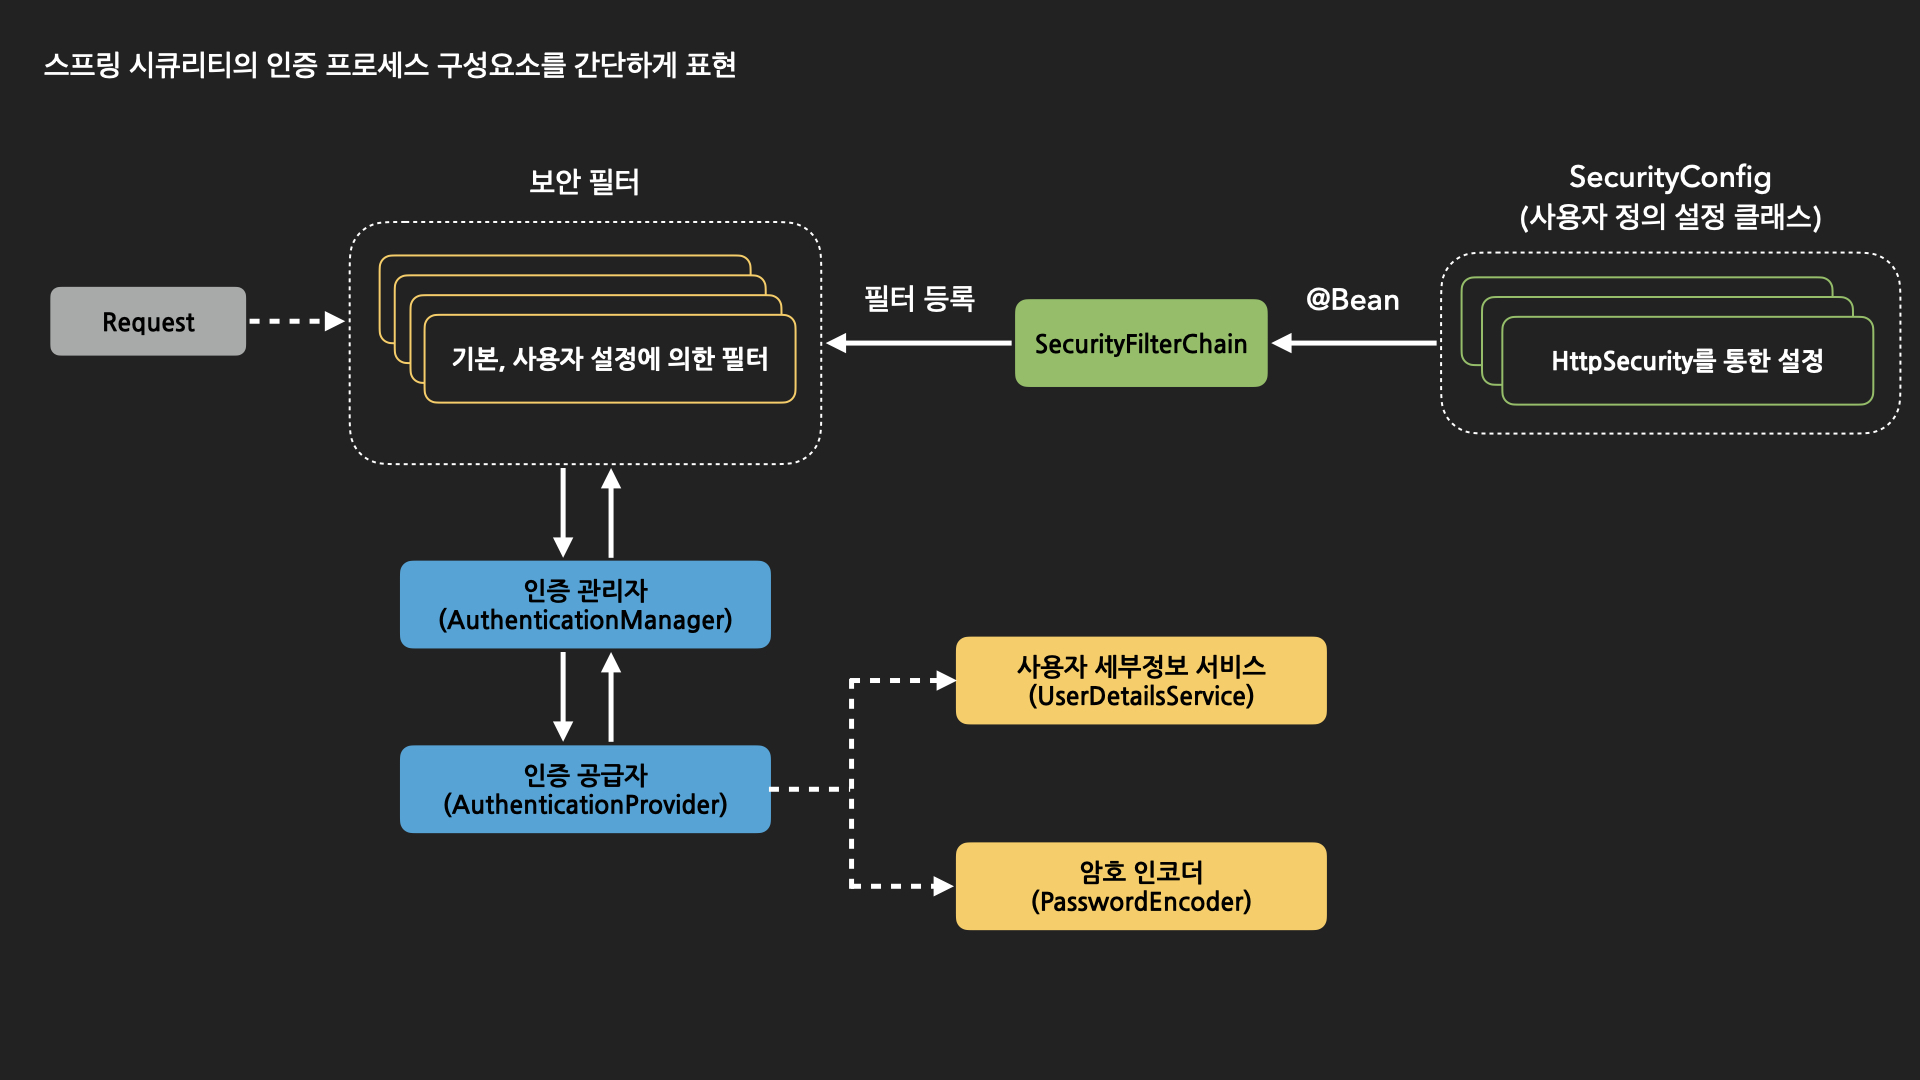 스프링 시큐리티의 인증 프로세스 구성요소를 간단하게 표현
보안 필터
SecurityConfig
(사용자 정의 설정 클래스)
Request
기본, 사용자 설정에 의한 필터
필터 등록
SecurityFilterChain
@Bean
HttpSecurity를 통한 설정
인증 관리자
(AuthenticationManager)
인증 공급자
(AuthenticationProvider)
사용자 세부정보 서비스
(UserDetailsService)
암호 인코더
(PasswordEncoder)